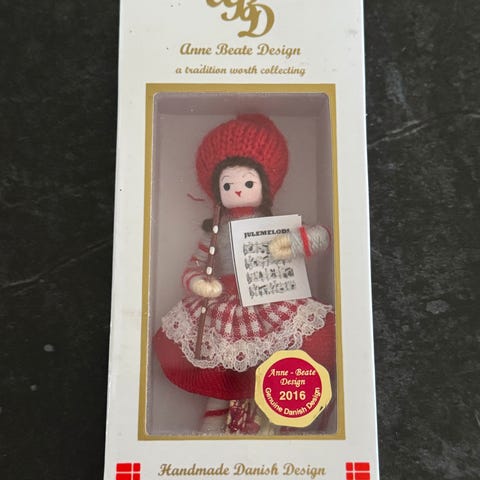 ABD
Anne Beate Design
a tradition worth collecting
JULEMELODI
Anne - Beate
Design
2016
Genuine Danish Design
Handmade Danish Design